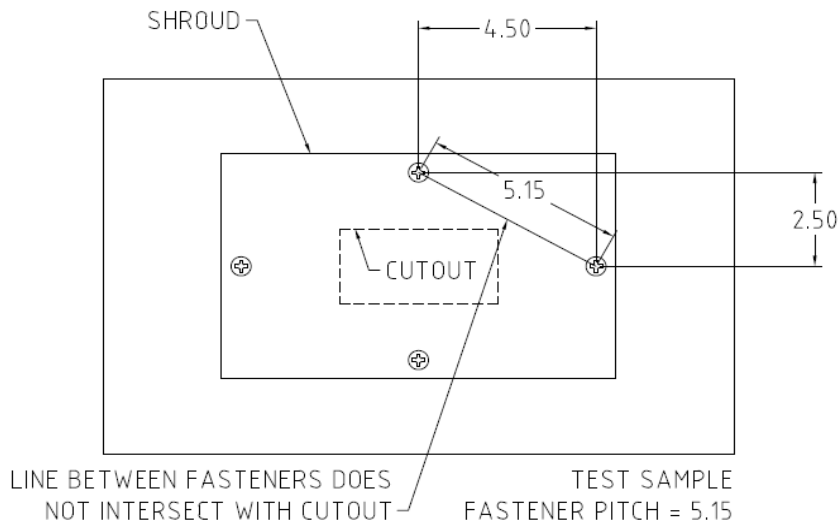 SHROUD
4.50
5.15
2.50
CUTOUT
LINE BETWEEN FASTENERS DOES
NOT INTERSECT WITH CUTOUT
TEST SAMPLE
FASTENER PITCH = 5.15